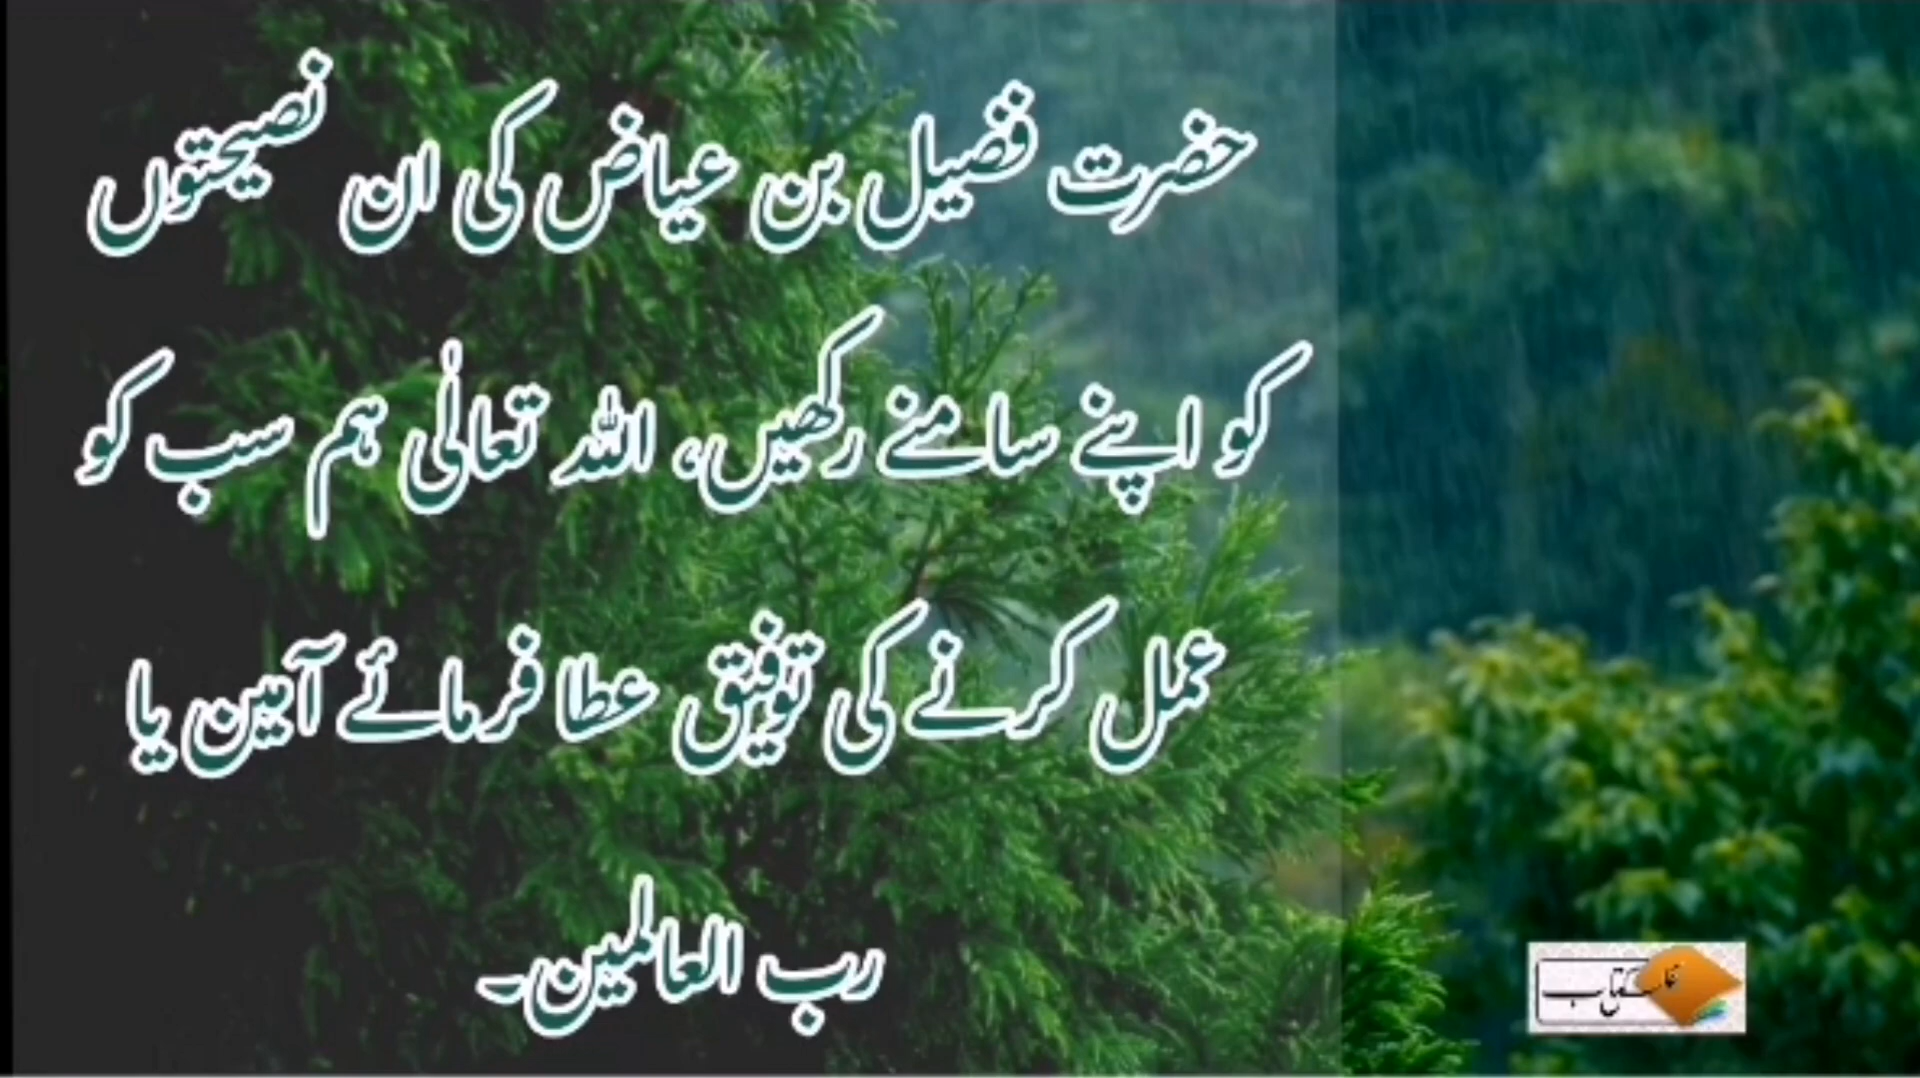 حضرت فضیل بن عیاض کی ان نصیحتوں
کو اپنے سامنے رکھیں، اللہ تعالٰی ہم سب کو
عمل کرنے کی توفیق عطا فرمائے آمین یا
رب العالمین۔